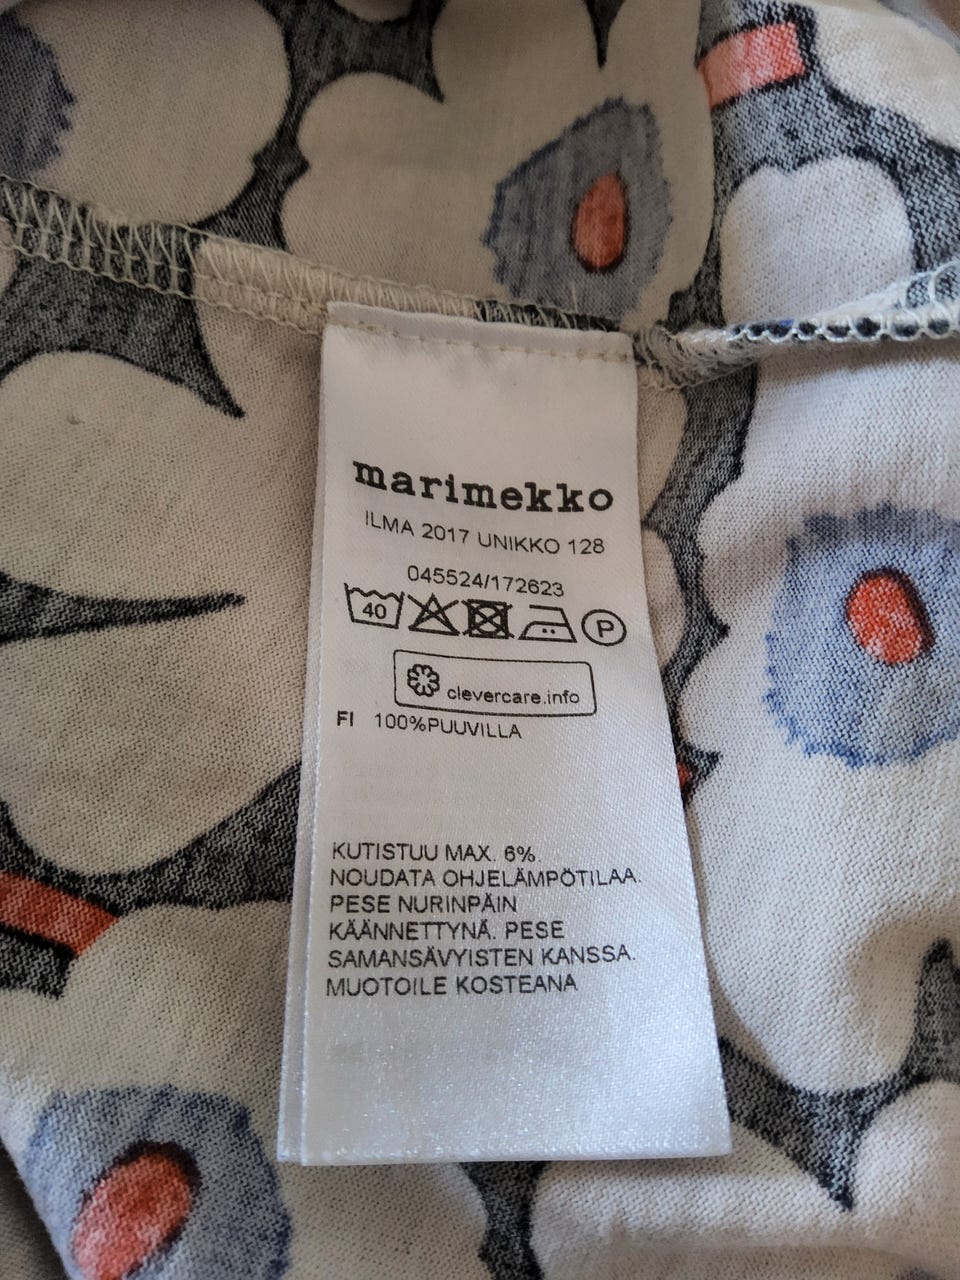 marimekko
ILMA 2017 UNIKKO 128
045524/172623
40 P
clevercare.info
FI 100%PUUVILLA
KUTISTUU MAX. 6%.
NOUDATA OHJELÄMPÖTILAA.
PESE NURINPÄIN
KÄÄNNETTYNÄ. PESE
SAMANSÄVYISTEN KANSSA.
MUOTOILE KOSTEANA